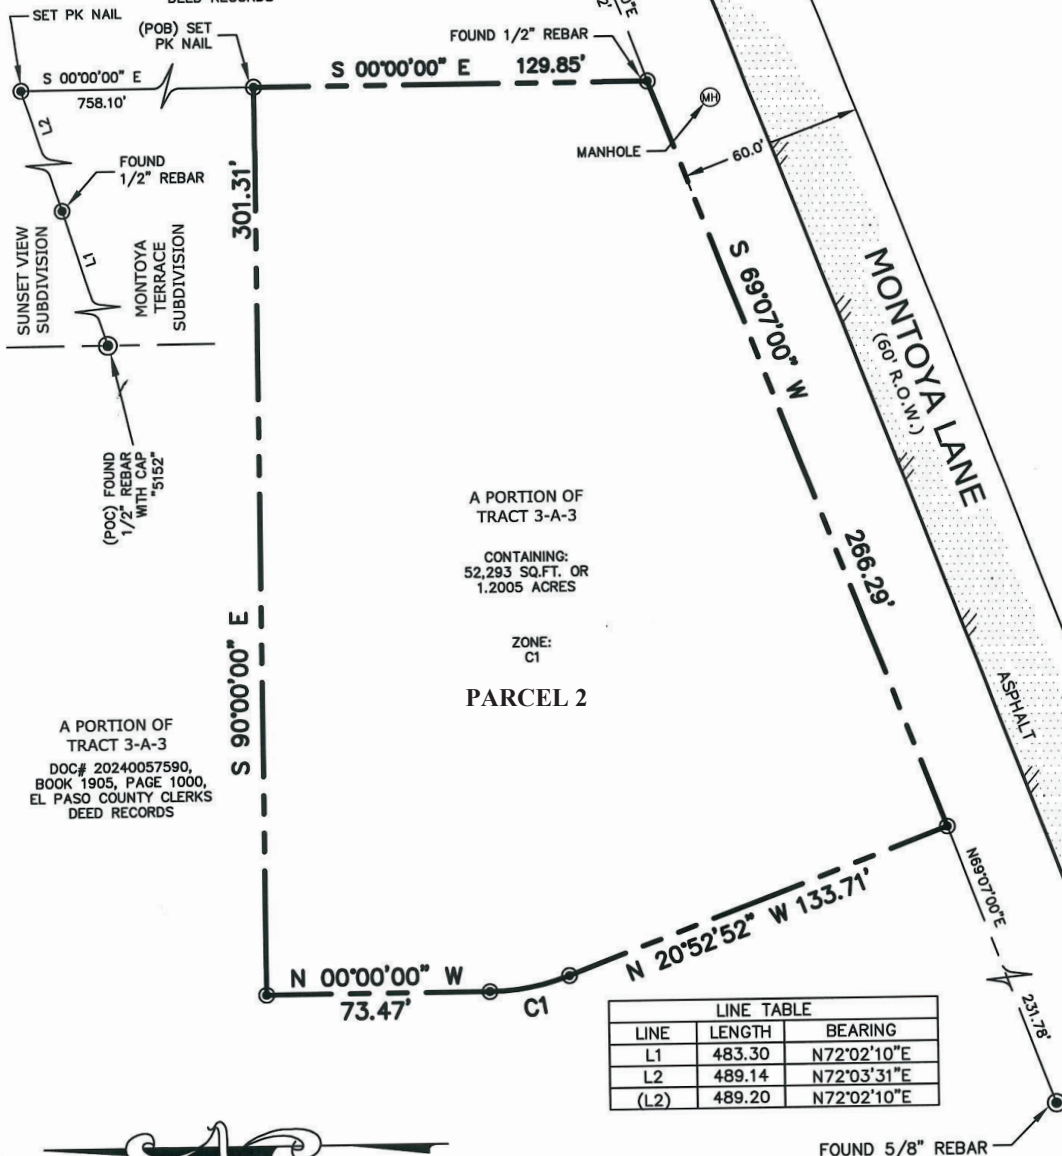 DEED RECORDS
SET PK NAIL
(POB) SET
PK NAIL
S 00°00'00" E
758.10'
L2
FOUND
1/2" REBAR
L1
SUNSET VIEW
SUBDIVISION
MONTOYA
TERRACE
SUBDIVISION
(POC) FOUND
1/2" REBAR
WITH CAP
"5152"
FOUND 1/2" REBAR
S 00°00'00" E 129.85'
MH
MANHOLE
60.0'
301.31'
S 90°00'00" E
S 69°07'00" W
266.29'
MONTOYA LANE
(60' R.O.W.)
ASPHALT
A PORTION OF
TRACT 3-A-3
CONTAINING:
52,293 SQ.FT. OR
1.2005 ACRES
ZONE:
C1
PARCEL 2
A PORTION OF
TRACT 3-A-3
DOC# 20240057590,
BOOK 1905, PAGE 1000,
EL PASO COUNTY CLERKS
DEED RECORDS
N 00°00'00" W
73.47'
C1
N 20°52'52" W 133.71'
N69°07'00"E
231.78'
LINE TABLE
LINE LENGTH BEARING
L1 483.30 N72°02'10"E
L2 489.14 N72°03'31"E
(L2) 489.20 N72°02'10"E
FOUND 5/8" REBAR